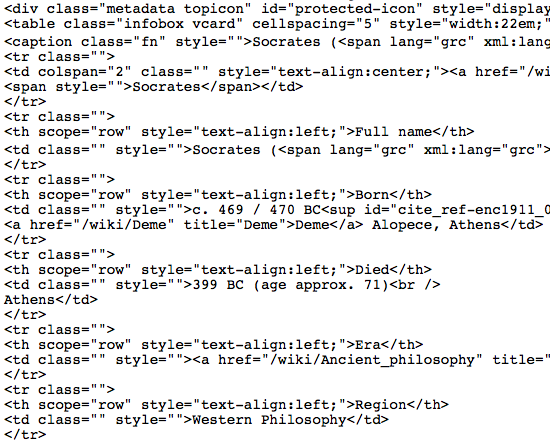 <div class="metadata topicon" id="protected-icon" style="display
<table class="infobox vcard" cellspacing="5" style="width:22em;"
<caption class="fn" style="">Socrates (<span lang="grc" xml:lang
<tr class="">
<td colspan="2" class="" style="text-align:center;"><a href="/wi
<span style="">Socrates</span></td>
</tr>
<tr class="">
<th scope="row" style="text-align:left;">Full name</th>
<td class="" style="">Socrates (<span lang="grc" xml:lang="grc">
</tr>
<tr class="">
<th scope="row" style="text-align:left;">Born</th>
<td class="" style="">c. 469 / 470 BC<sup id="cite_ref-enc1911_0
<a href="/wiki/Deme" title="Deme">Deme</a> Alopece, Athens</td>
</tr>
<tr class="">
<th scope="row" style="text-align:left;">Died</th>
<td class="" style="">399 BC (age approx. 71)<br />
Athens</td>
</tr>
<tr class="">
<th scope="row" style="text-align:left;">Era</th>
<td class="" style=""><a href="/wiki/Ancient_philosophy" title="
</tr>
<tr class="">
<th scope="row" style="text-align:left;">Region</th>
<td class="" style="">Western Philosophy</td>
</tr>